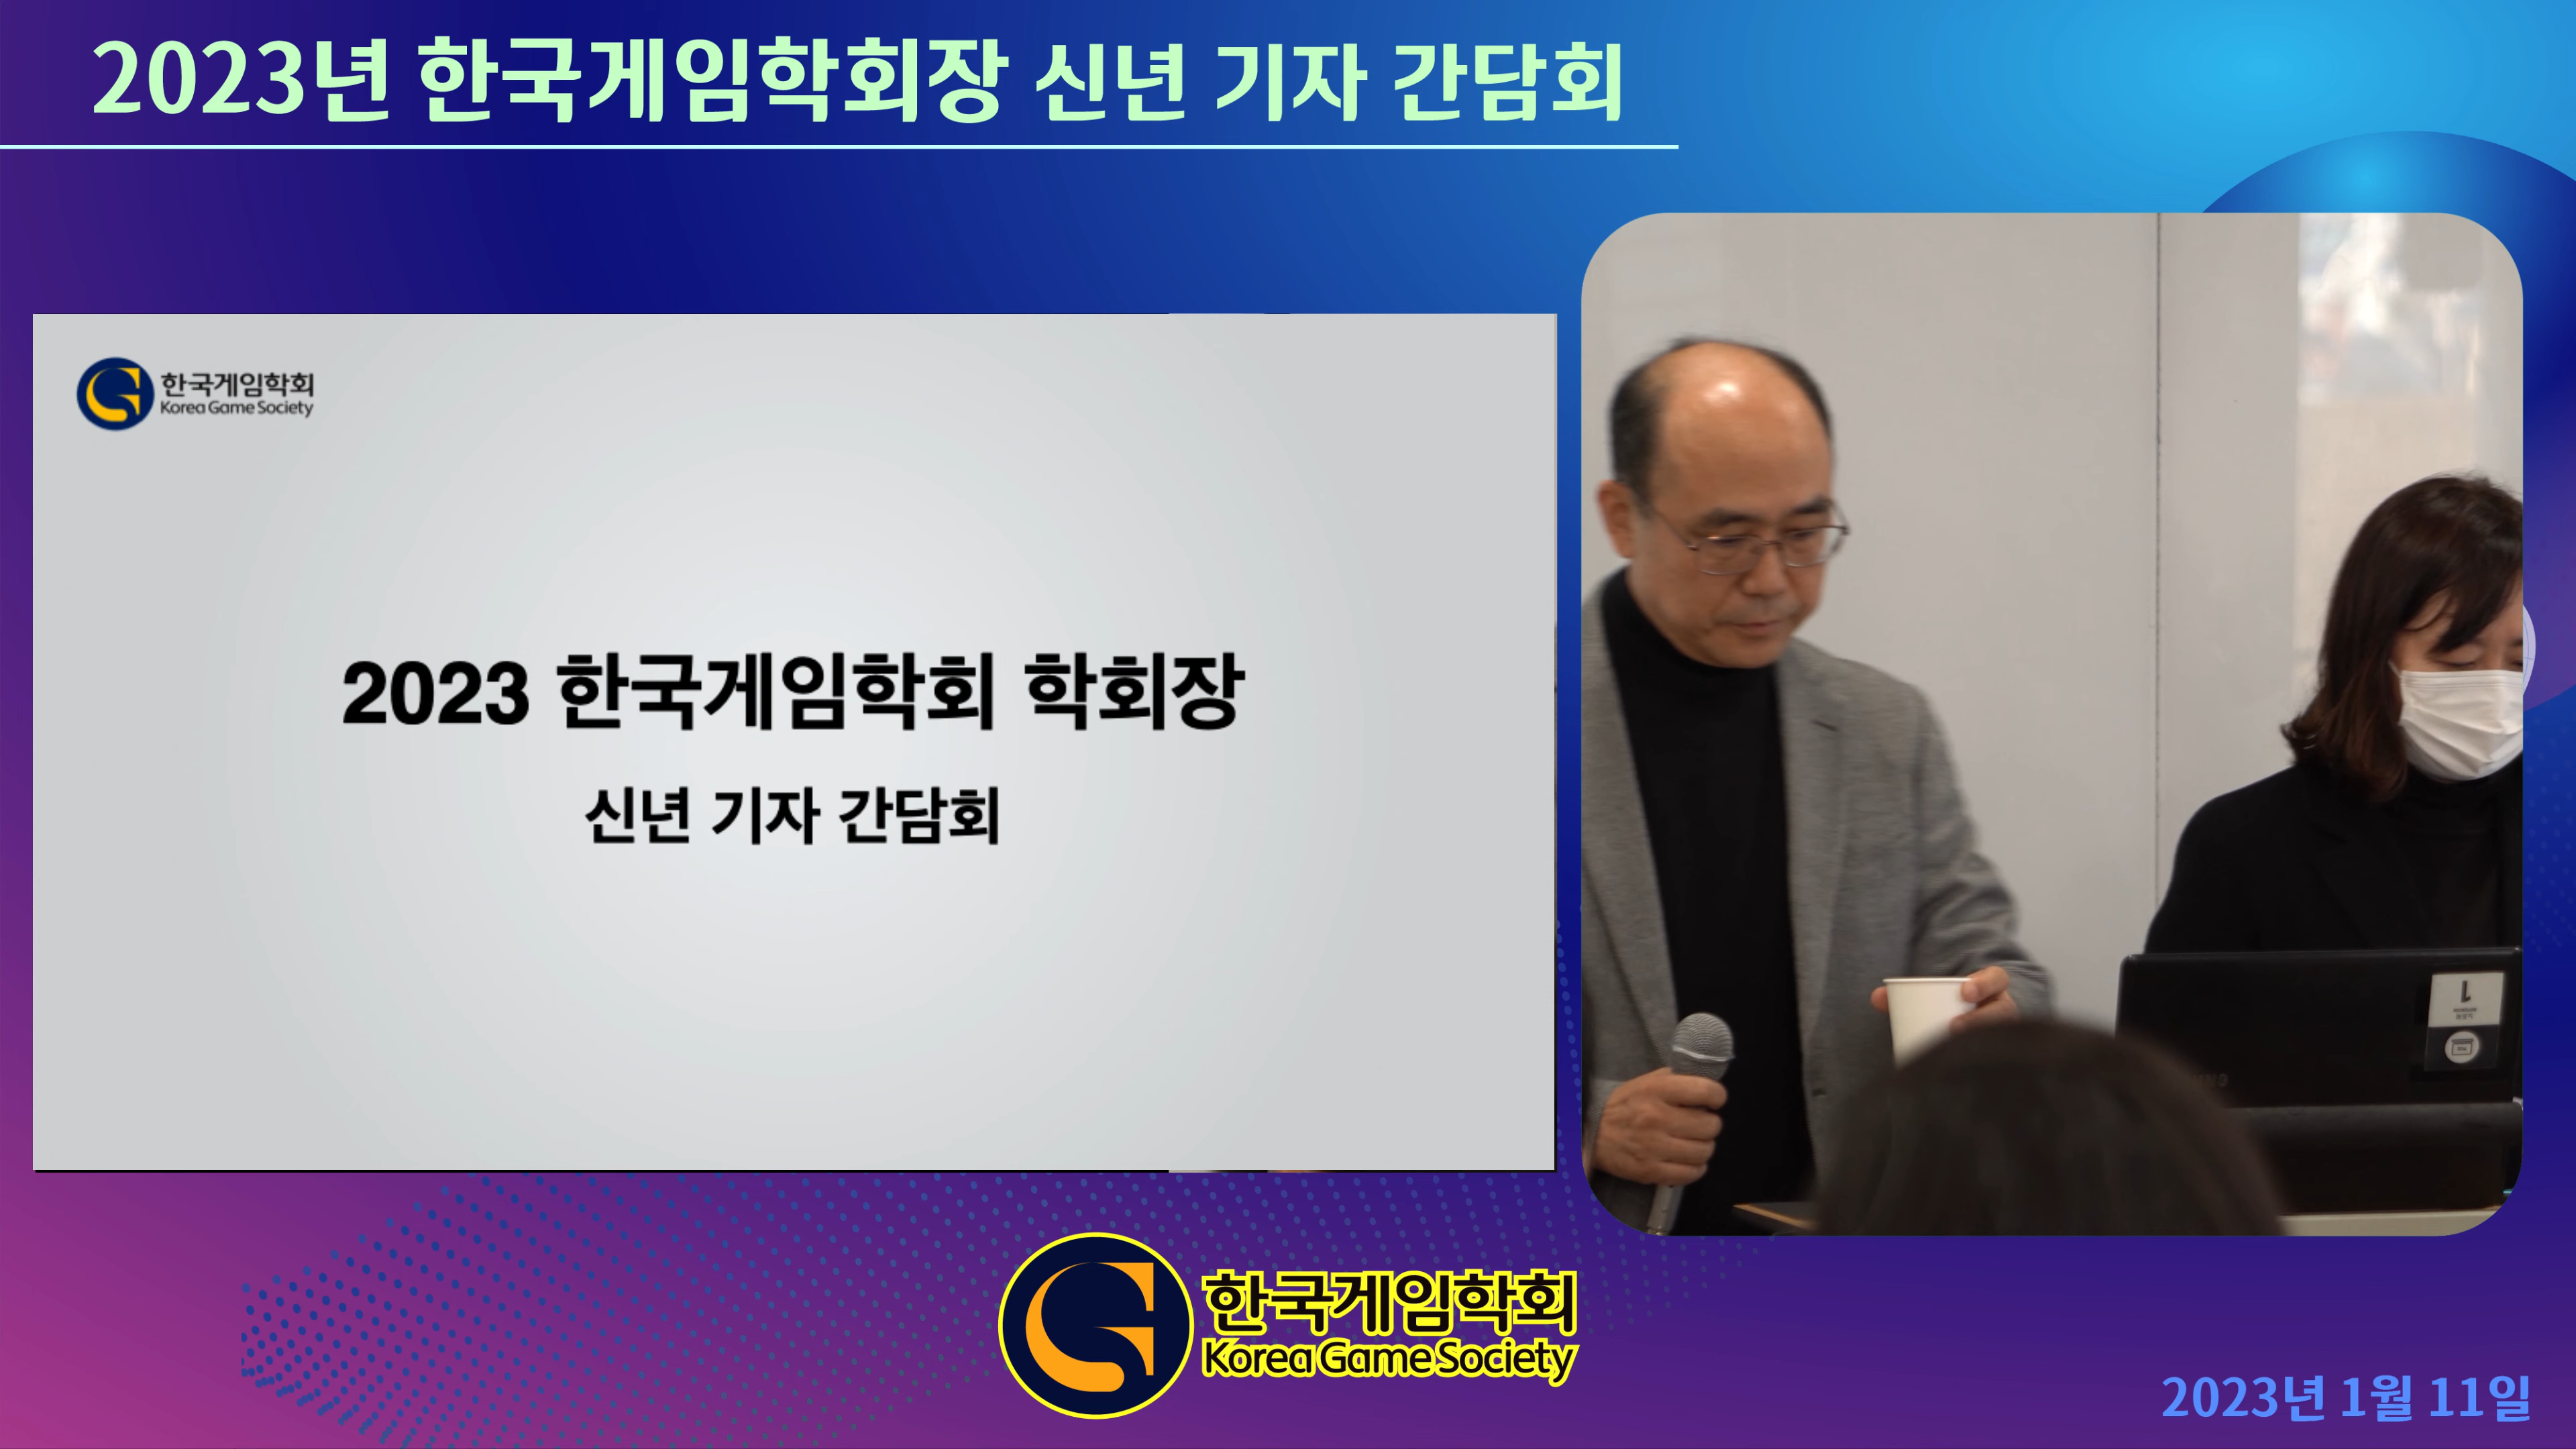 2023년 한국게임학회장 신년 기자 간담회
한국게임학회
Korea Game Society
2023 한국게임학회 학회장
신년 기자 간담회
한국게임학회
Korea Game Society
2023년 1월 11일